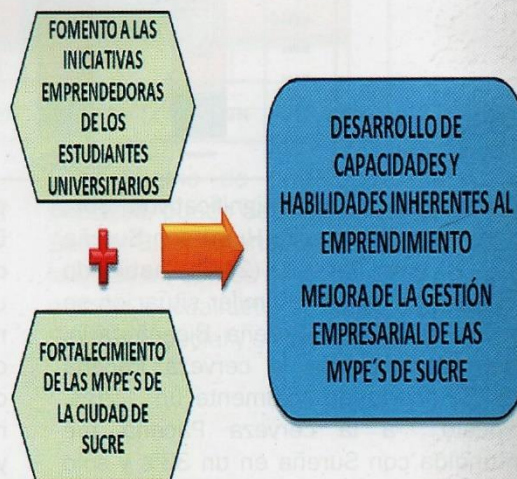 FOMENTO A LAS
INICIATIVAS
EMPRENDEDORAS
DE LOS
ESTUDIANTES
UNIVERSITARIOS
FORTALECIMIENTO
DE LAS MYPE´S DE
LA CIUDAD DE
SUCRE
DESARROLLO DE
CAPACIDADES Y
HABILIDADES INHERENTES AL
EMPRENDIMIENTO
MEJORA DE LA GESTIÓN
EMPRESARIAL DE LAS
MYPE´S DE SUCRE